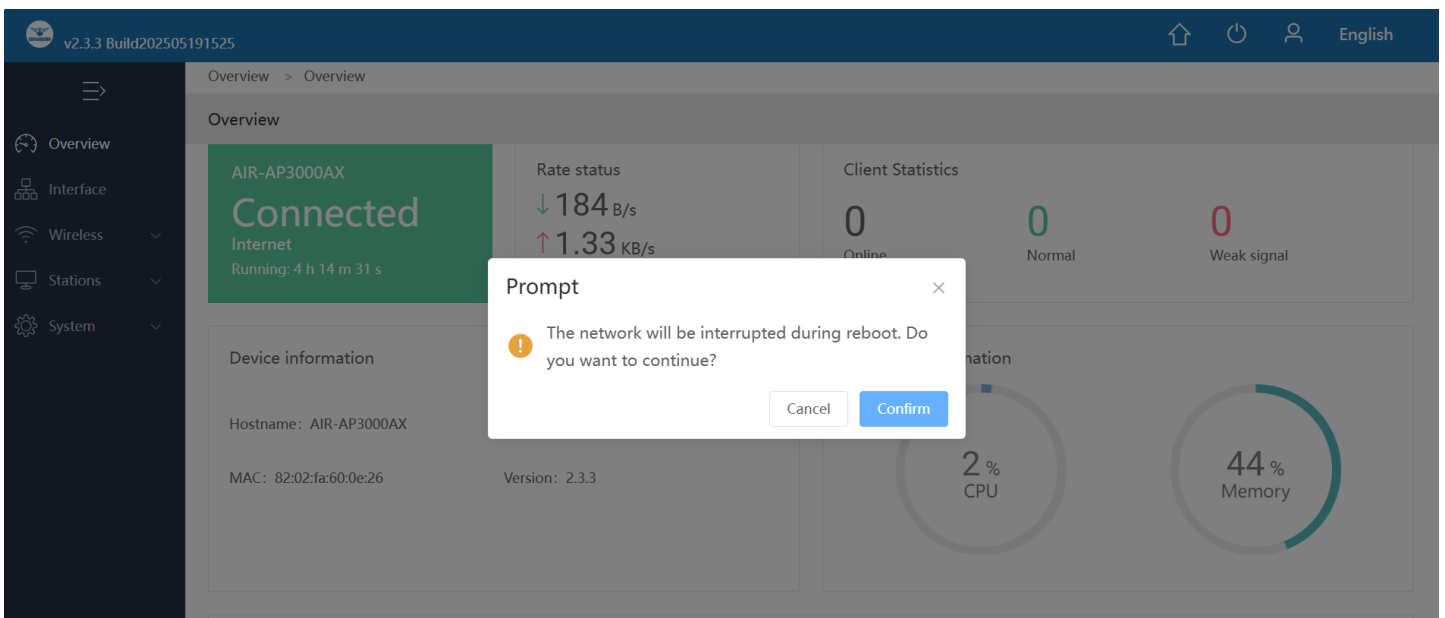 v2.3.3 Build202505191525
English
Overview > Overview
Overview
Overview
Interface
Wireless
Stations
System
AIR-AP3000AX
Connected
Internet
Running: 4 h 14 m 31 s
Rate status
↓ 184 B/s
↑ 1.33 KB/s
Client Statistics
0
Online
0
Normal
0
Weak signal
Prompt
The network will be interrupted during reboot. Do
you want to continue?
Cancel
Confirm
Device information
Hostname: AIR-AP3000AX
MAC: 82:02:fa:60:0e:26
Version: 2.3.3
2 %
CPU
44 %
Memory